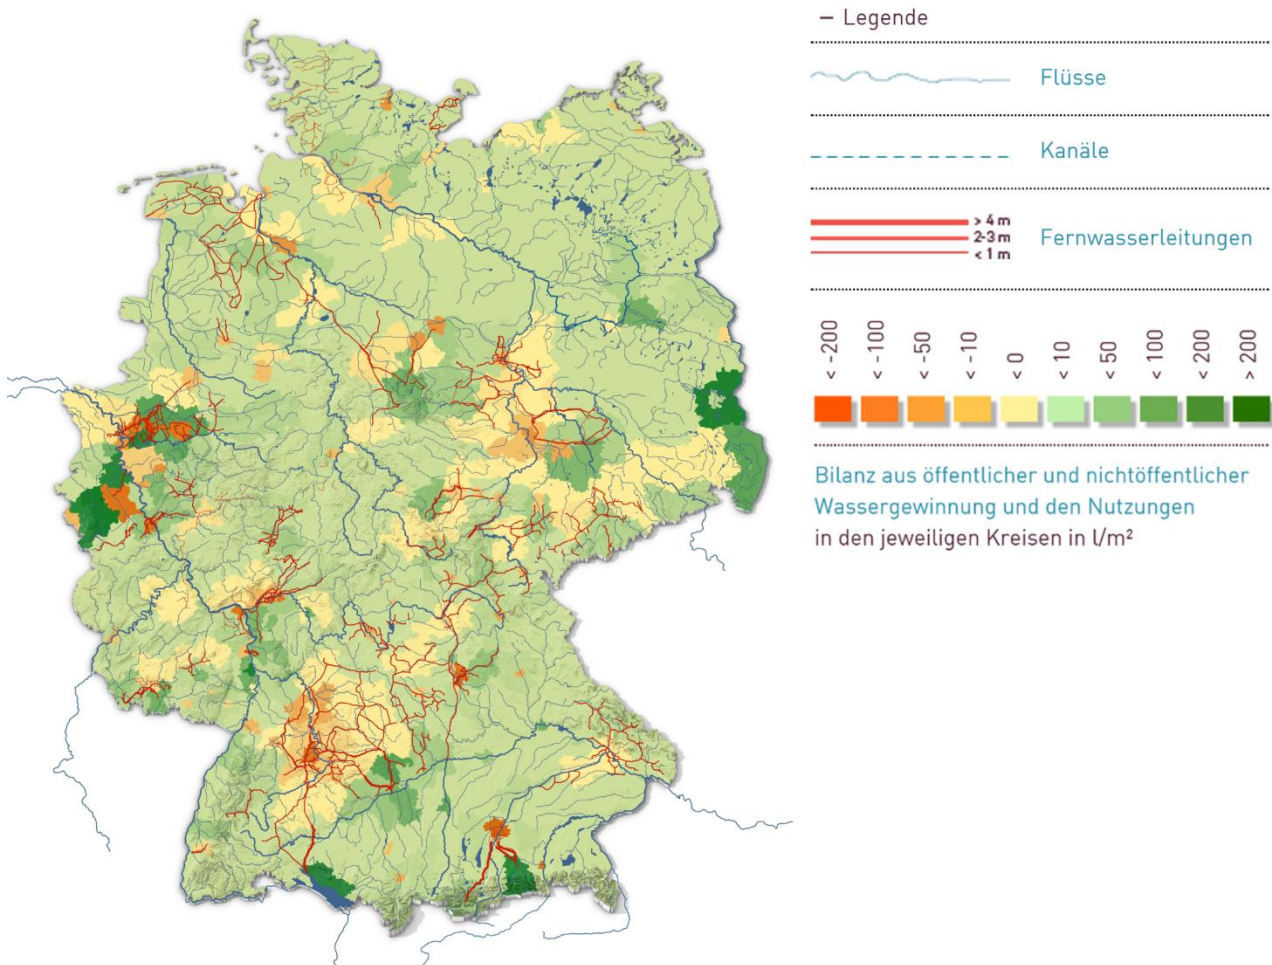 – Legende
Flüsse
Kanäle
> 4 m
2-3 m
< 1 m
Fernwasserleitungen
< -200
< -100
< -50
< -10
< 0
< 10
< 50
< 100
< 200
> 200
Bilanz aus öffentlicher und nichtöffentlicher
Wassergewinnung und den Nutzungen
in den jeweiligen Kreisen in l/m²